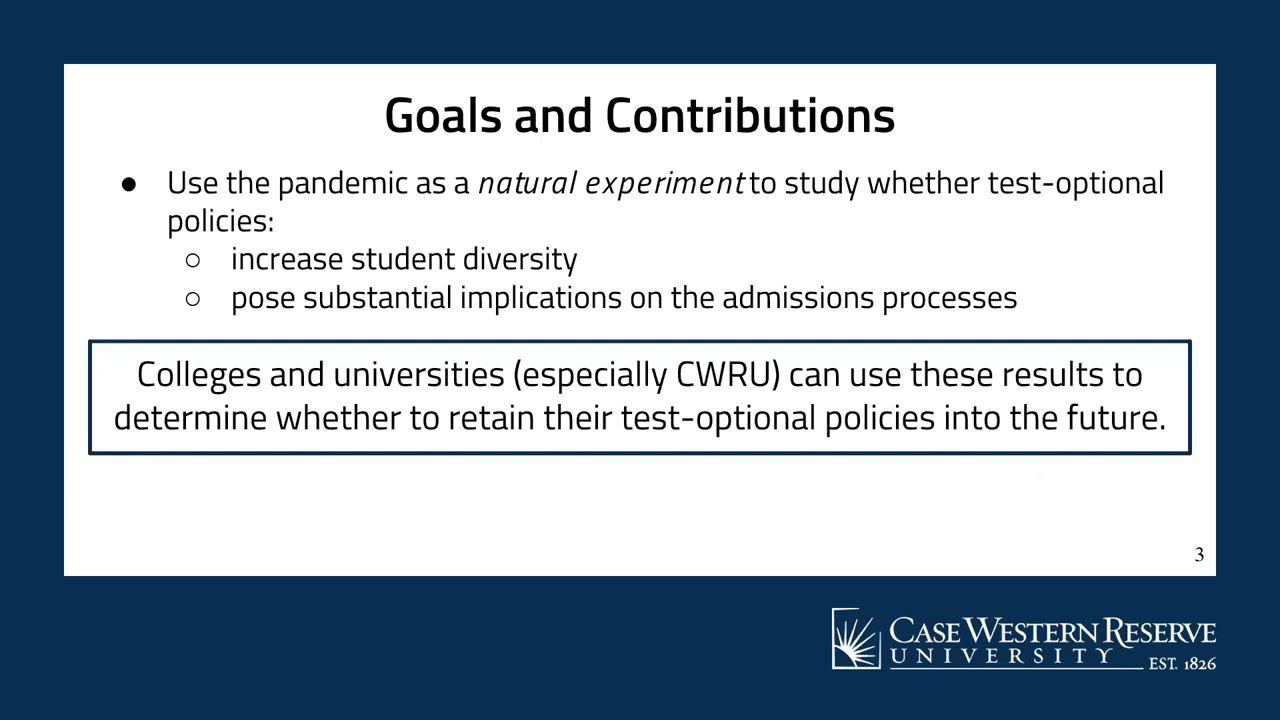 Goals and Contributions
● Use the pandemic as a natural experiment to study whether test-optional
policies:
○ increase student diversity
○ pose substantial implications on the admissions processes
Colleges and universities (especially CWRU) can use these results to
determine whether to retain their test-optional policies into the future.
3
CASE WESTERN RESERVE
UNIVERSITY
EST. 1826